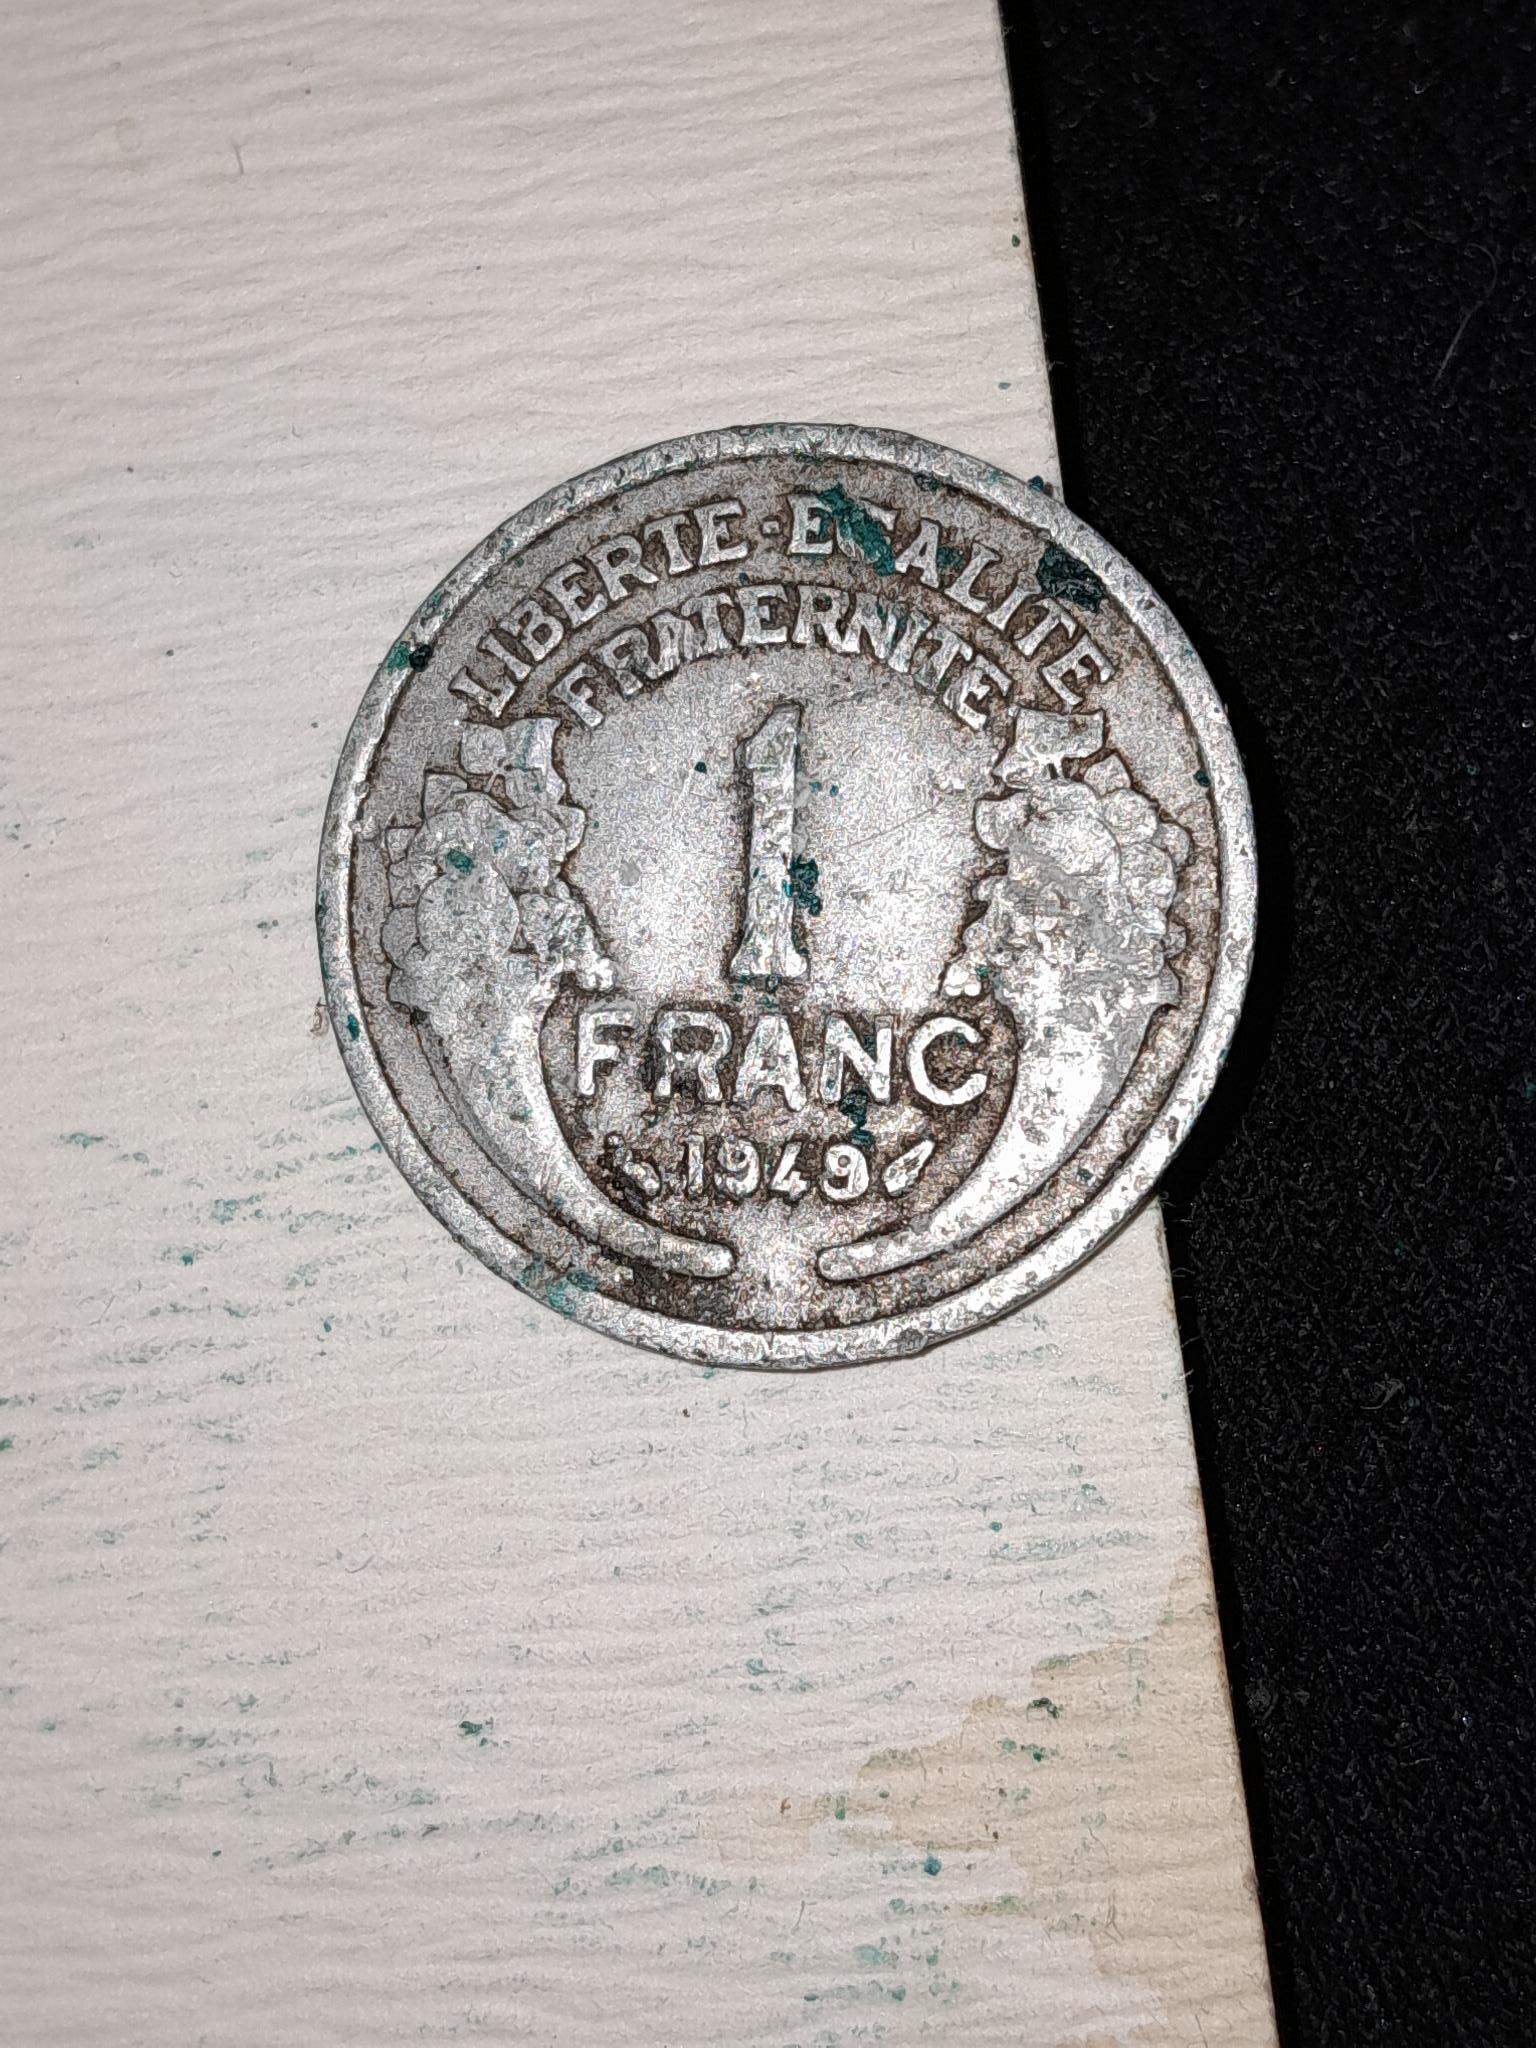 LIBERTE·EGALITE
FRATERNITE
1
FRANC
1949